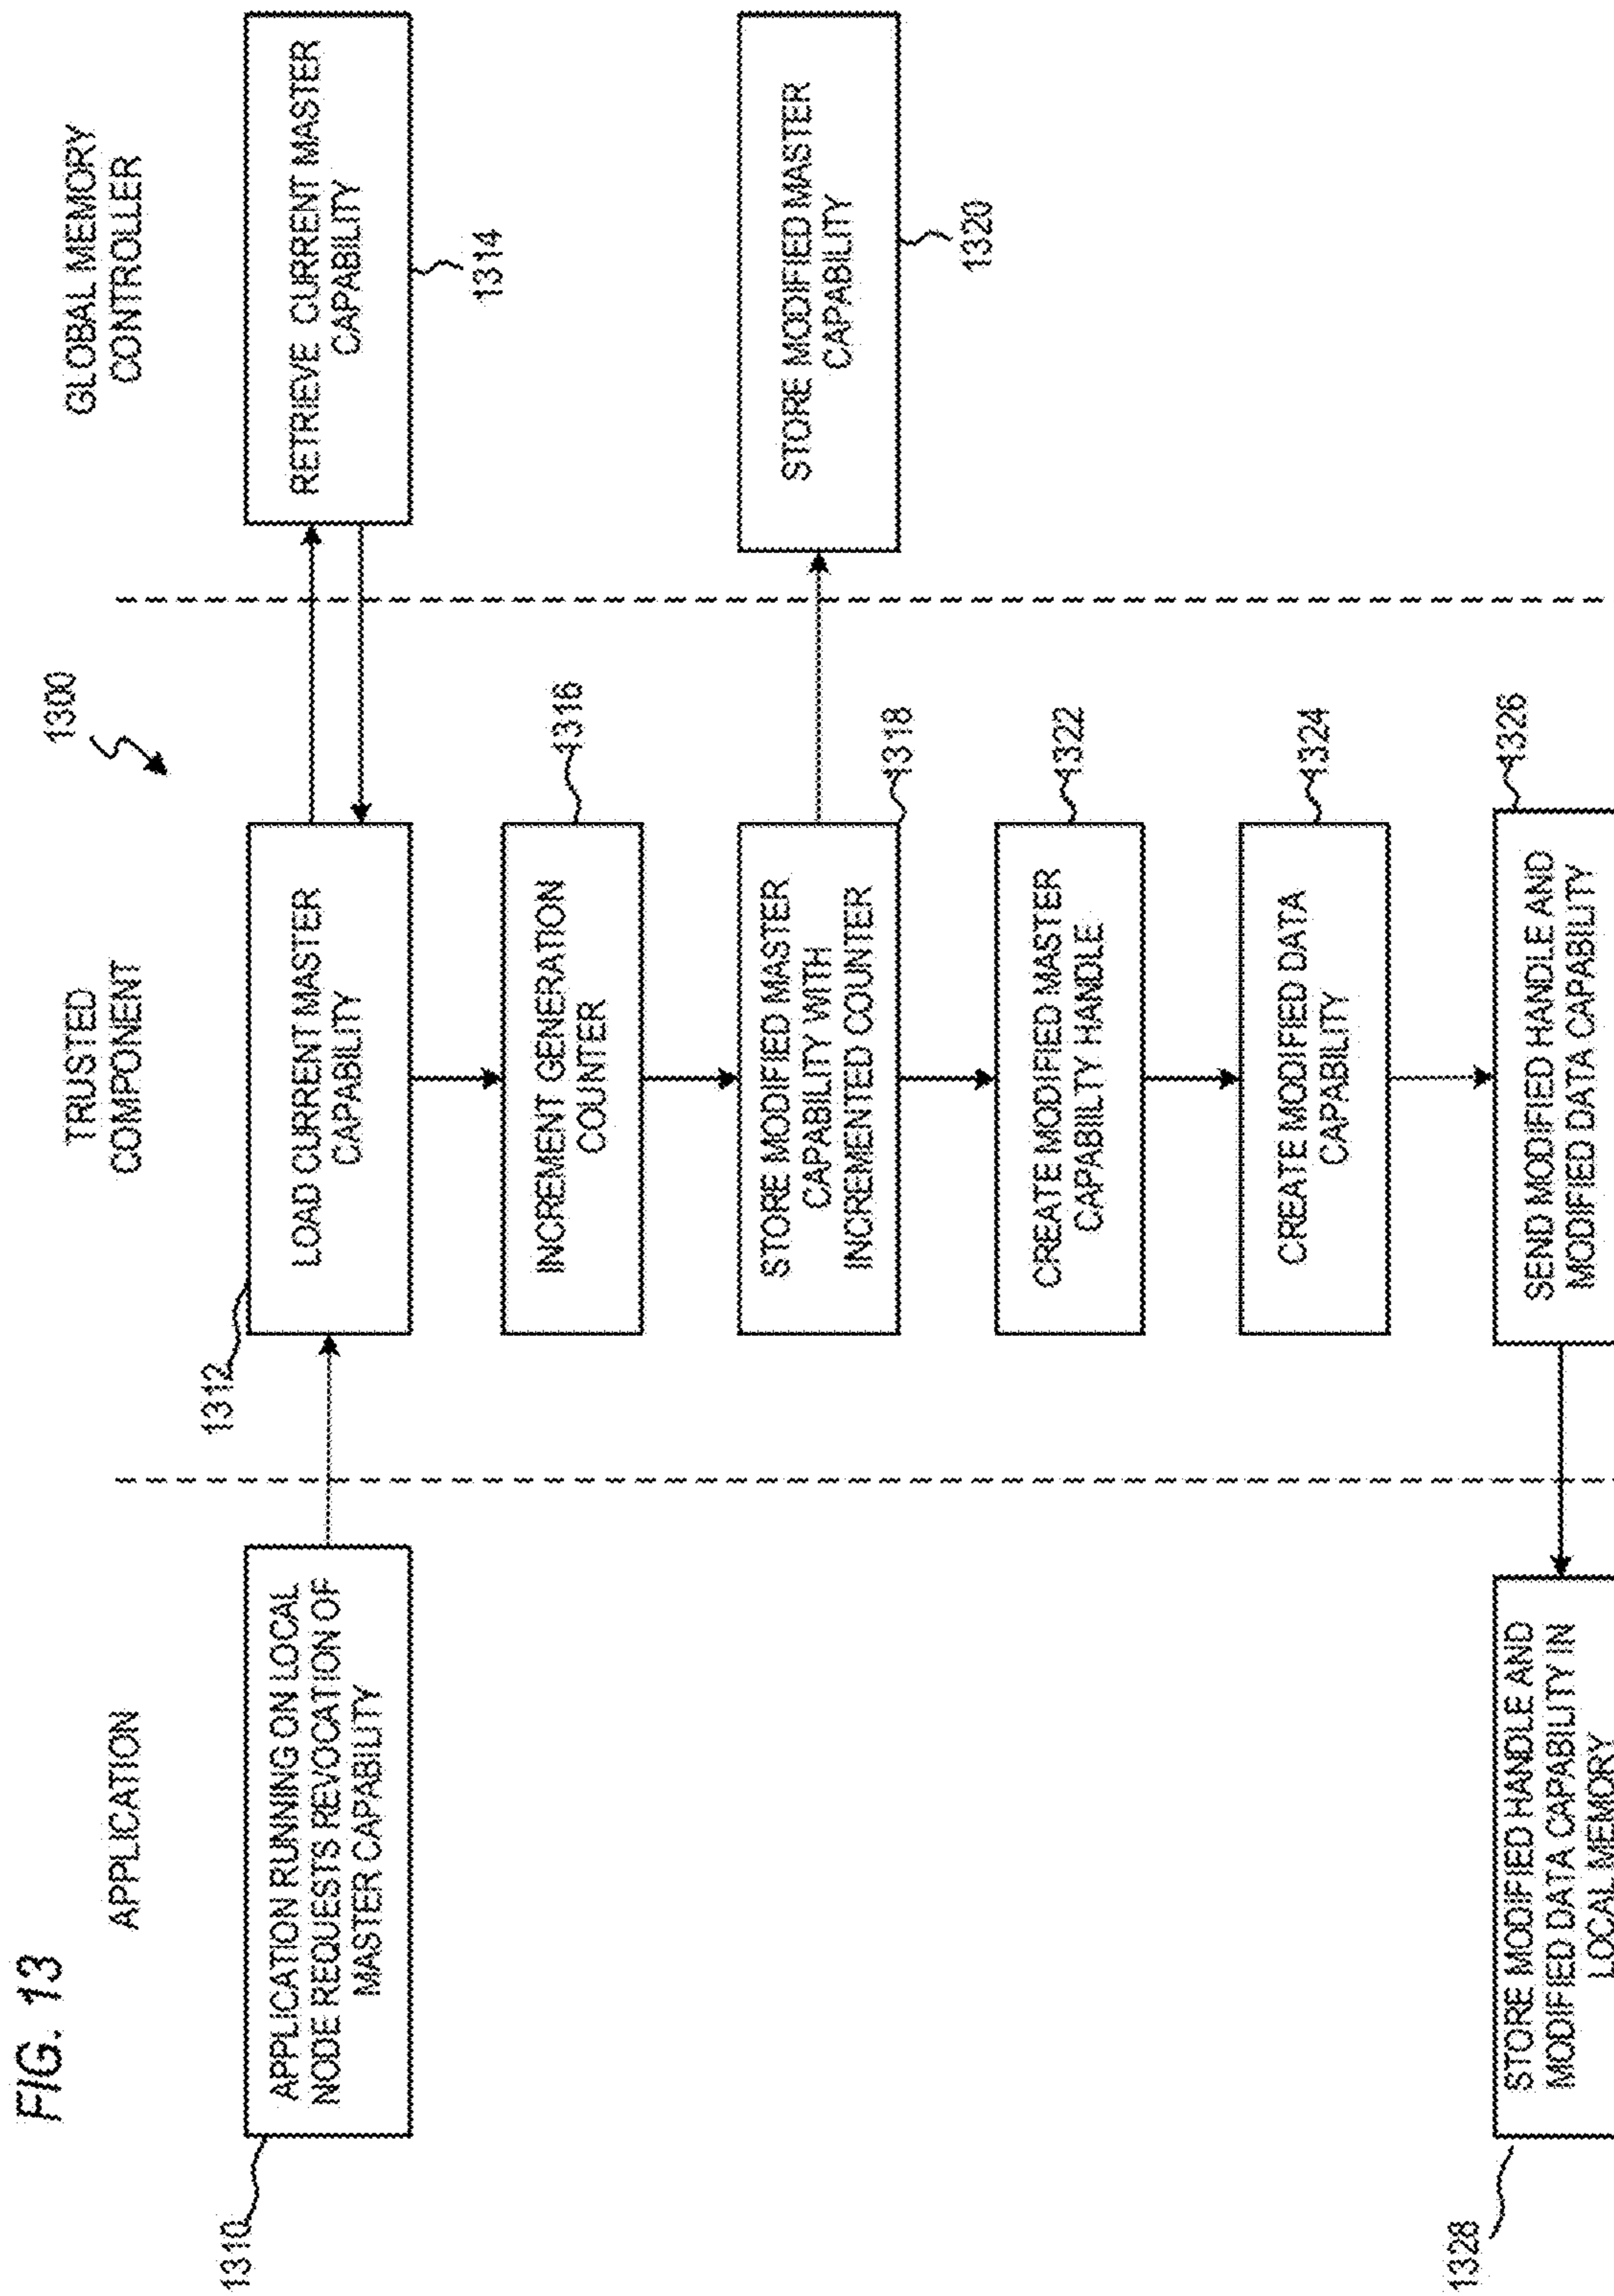 FIG. 13
1300
APPLICATION
TRUSTED
COMPONENT
GLOBAL MEMORY
CONTROLLER
1310
APPLICATION RUNNING ON LOCAL
NODE REQUESTS REVOCATION OF
MASTER CAPABILITY
1312
LOAD CURRENT MASTER
CAPABILITY
RETRIEVE CURRENT MASTER
CAPABILITY
1314
INCREMENT GENERATION
COUNTER
1316
STORE MODIFIED MASTER
CAPABILITY WITH
INCREMENTED COUNTER
1318
STORE MODIFIED MASTER
CAPABILITY
1320
CREATE MODIFIED MASTER
CAPABILITY HANDLE
1322
CREATE MODIFIED DATA
CAPABILITY
1324
SEND MODIFIED HANDLE AND
MODIFIED DATA CAPABILITY
1326
STORE MODIFIED HANDLE AND
MODIFIED DATA CAPABILITY IN
LOCAL MEMORY
1328